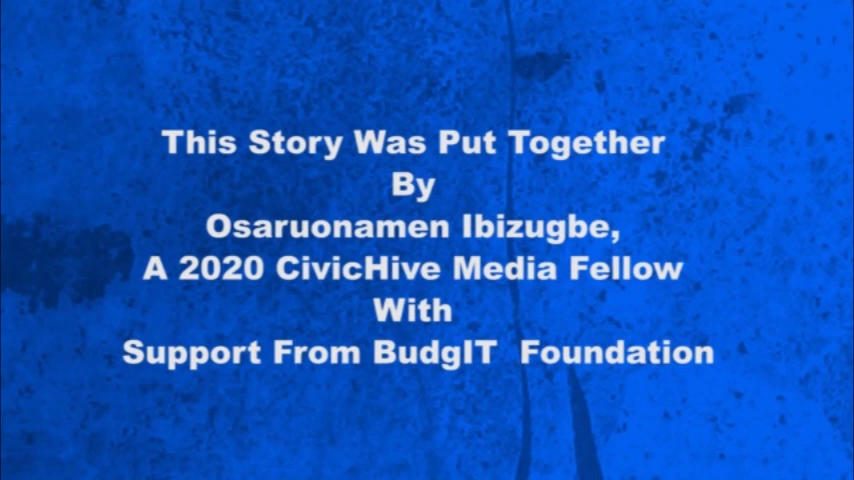 This Story Was Put Together
By
Osaruonamen Ibizugbe,
A 2020 CivicHive Media Fellow
With
Support From BudgIT  Foundation